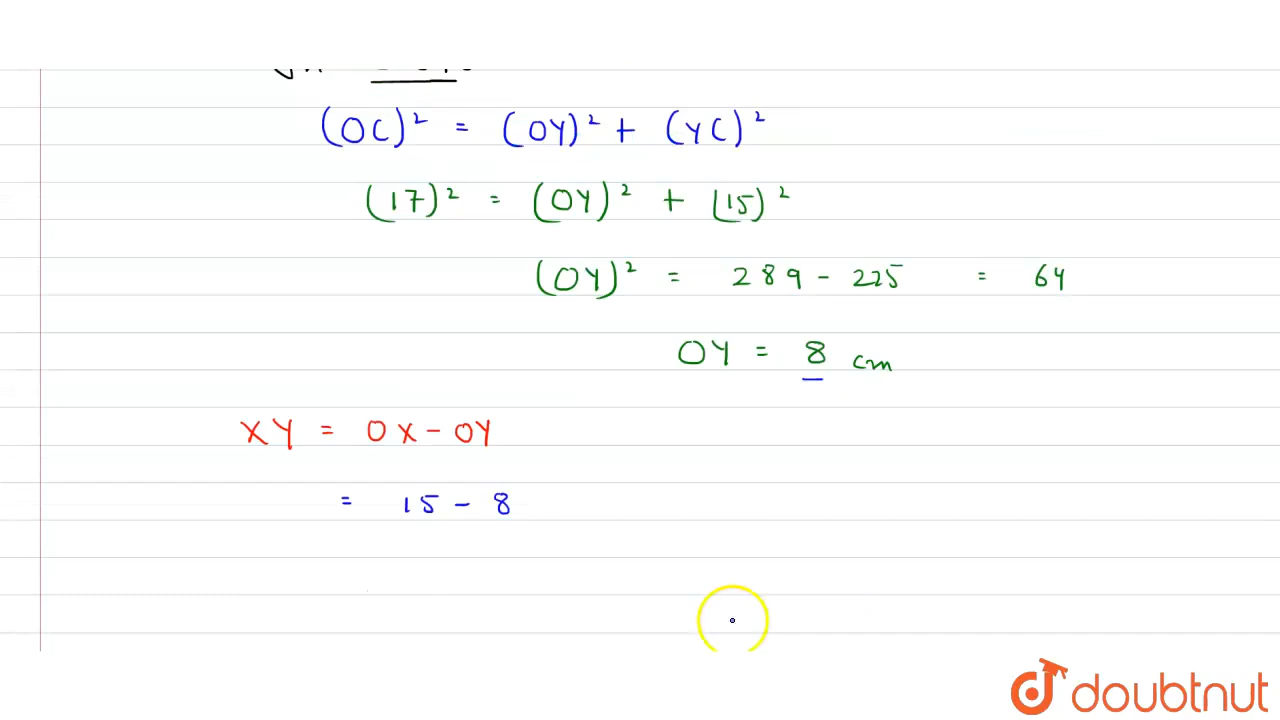 (OC)² = (OY)² + (YC)²
(17)² = (OY)² + (15)²
(OY)² = 289 - 225 = 64
OY = 8 cm
XY = OX - OY
= 15 - 8
doubtnut